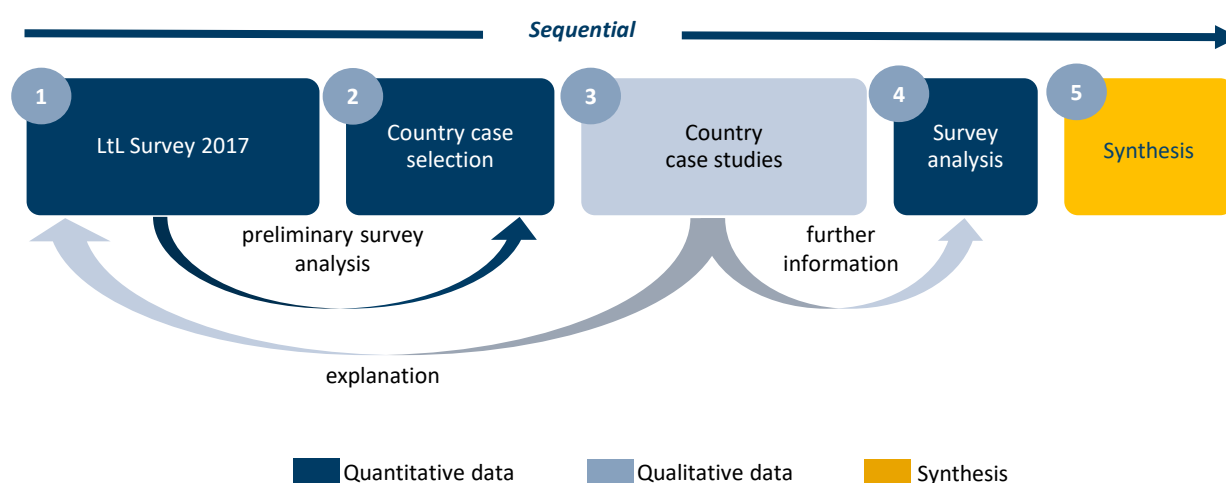 Sequential
1
LtL Survey 2017
2
Country case
selection
3
Country
case studies
4
Survey
analysis
5
Synthesis
preliminary survey
analysis
further
information
explanation
Quantitative data
Qualitative data
Synthesis